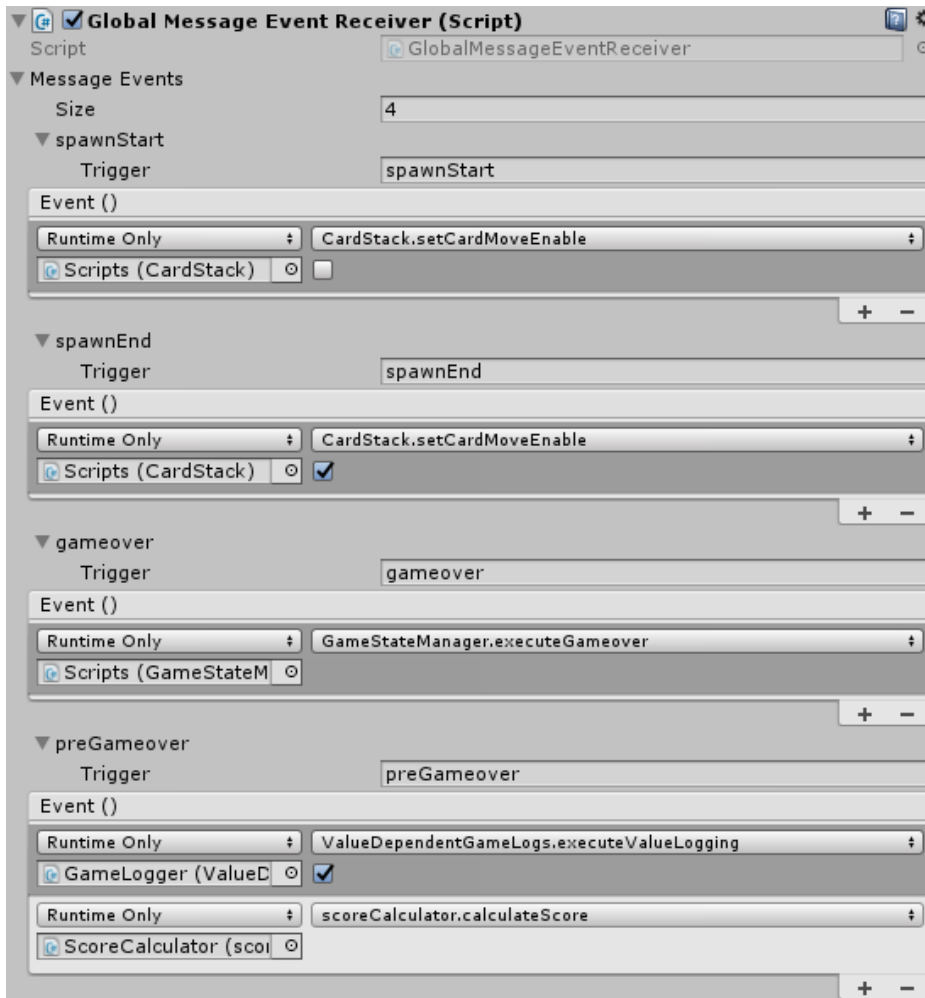 Global Message Event Receiver (Script)
Script GlobalMessageEventReceiver
Message Events
Size 4
spawnStart
Trigger spawnStart
Event ()
Runtime Only CardStack.setCardMoveEnable
Scripts (CardStack)
spawnEnd
Trigger spawnEnd
Event ()
Runtime Only CardStack.setCardMoveEnable
Scripts (CardStack)
gameover
Trigger gameover
Event ()
Runtime Only GameStateManager.executeGameover
Scripts (GameStateM
preGameover
Trigger preGameover
Event ()
Runtime Only ValueDependentGameLogs.executeValueLogging
GameLogger (ValueD
Runtime Only scoreCalculator.calculateScore
ScoreCalculator (scor